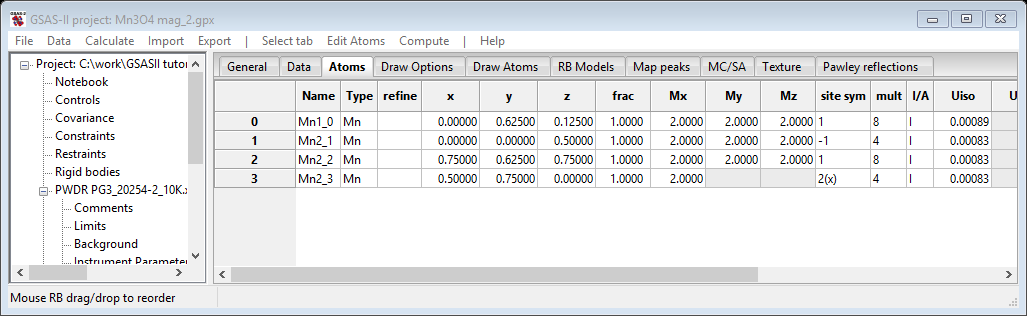 GSAS-II project: Mn3O4 mag_2.gpx
File Data Calculate Import Export | Select tab Edit Atoms Compute | Help
Project: C:\work\GSASII tutor
Notebook
Controls
Covariance
Constraints
Restraints
Rigid bodies
PWDR PG3_20254-2_10K.x
Comments
Limits
Background
Instrument Parameter
General Data Atoms Draw Options Draw Atoms RB Models Map peaks MC/SA Texture Pawley reflections
Name Type refine x y z frac Mx My Mz site sym mult I/A Uiso U
0 Mn1_0 Mn 0.00000 0.62500 0.12500 1.0000 2.0000 2.0000 2.0000 1 8 I 0.00089
1 Mn2_1 Mn 0.00000 0.00000 0.50000 1.0000 2.0000 2.0000 2.0000 -1 4 I 0.00083
2 Mn2_2 Mn 0.75000 0.62500 0.75000 1.0000 2.0000 2.0000 2.0000 1 8 I 0.00083
3 Mn2_3 Mn 0.50000 0.75000 0.00000 1.0000 2.0000 2(x) 4 I 0.00083
Mouse RB drag/drop to reorder